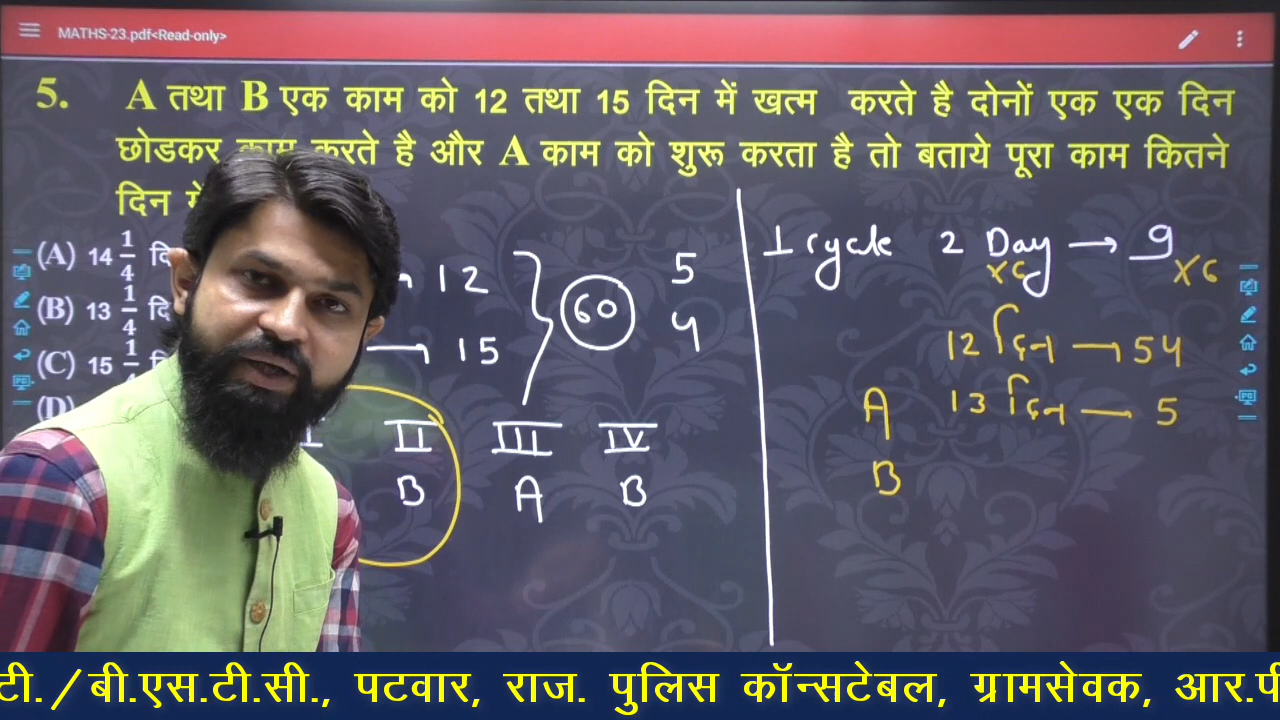 MATHS-23.pdf<Read-only>
5. A तथा B एक काम को 12 तथा 15 दिन में खत्म करते है दोनों एक एक दिन
छोडकर काम करते है और A काम को शुरू करता है तो बताये पूरा काम कितने
दिन में
(A) 14 1/4 दि
(B) 13 1/4 दि
(C) 15 1/
(D)
12
15
60
5
4
I II III IV
B A B
1 cycle 2 Day → 9
×6 ×6
12 दिन → 54
A 13 दिन — 5
B
टी./बी.एस.टी.सी., पटवार, राज. पुलिस कॉन्सटेबल, ग्रामसेवक, आर.पी